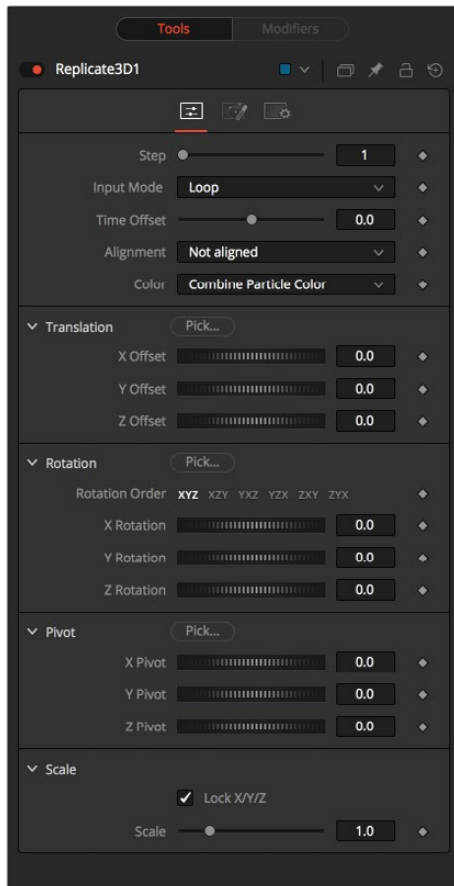 Tools Modifiers
Replicate3D1
Step 1
Input Mode Loop
Time Offset 0.0
Alignment Not aligned
Color Combine Particle Color
Translation Pick...
X Offset 0.0
Y Offset 0.0
Z Offset 0.0
Rotation Pick...
Rotation Order XYZ XZY YXZ YZX ZXY ZYX
X Rotation 0.0
Y Rotation 0.0
Z Rotation 0.0
Pivot Pick...
X Pivot 0.0
Y Pivot 0.0
Z Pivot 0.0
Scale
Lock X/Y/Z
Scale 1.0